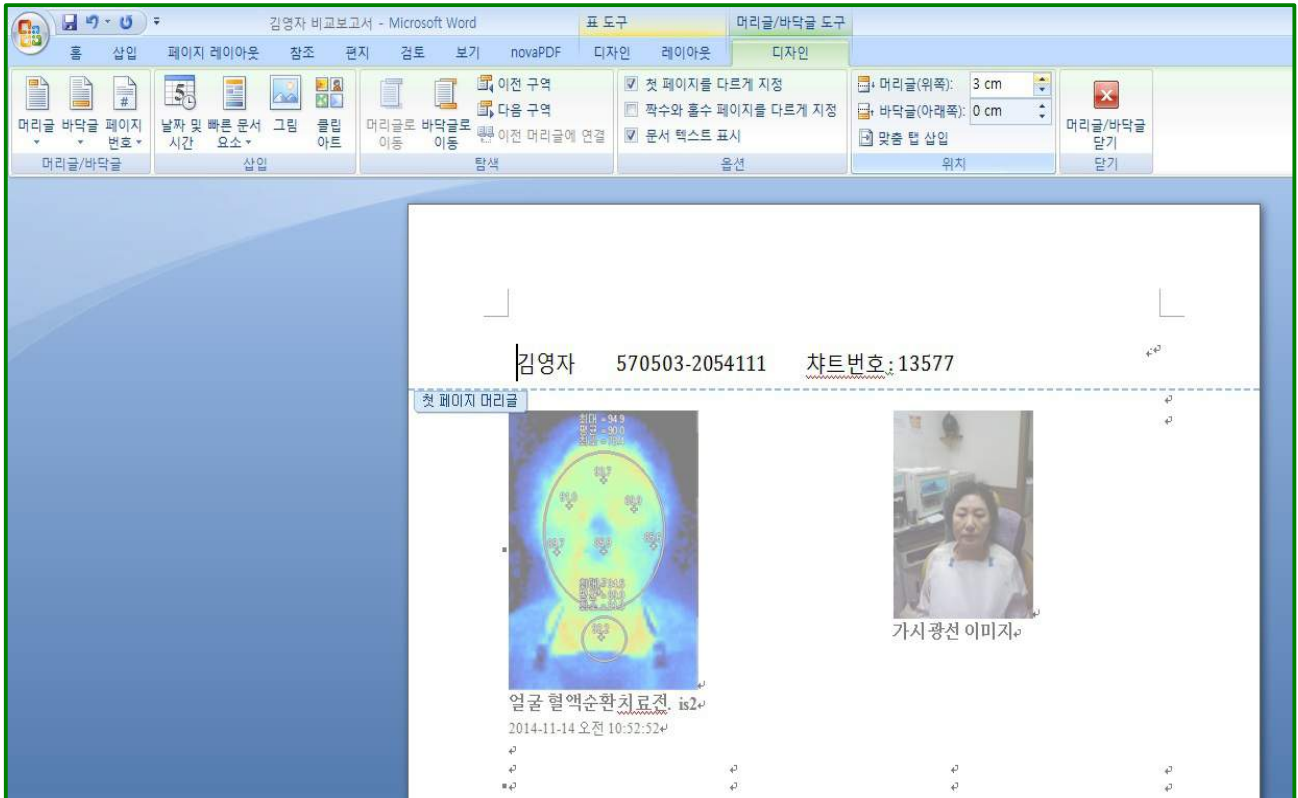 김영자 비교보고서 - Microsoft Word
표 도구
머리글/바닥글 도구
홈 삽입 페이지 레이아웃 참조 편지 검토 보기 novaPDF 디자인 레이아웃 디자인
머리글 바닥글 페이지 번호
머리글/바닥글
날짜 및 시간 빠른 문서 요소 그림 클립 아트
삽입
머리글로 이동 바닥글로 이동
이전 구역
다음 구역
이전 머리글에 연결
탐색
첫 페이지를 다르게 지정
짝수와 홀수 페이지를 다르게 지정
문서 텍스트 표시
옵션
머리글(위쪽): 3 cm
바닥글(아래쪽): 0 cm
맞춤 탭 삽입
위치
머리글/바닥글 닫기
닫기
김영자 570503-2054111 챠트번호 : 13577
첫 페이지 머리글
최대 = 94.9
평균 = 90.0
가시 광선 이미지
얼굴 혈액순환치료전. is2
2014-11-14 오전 10:52:52